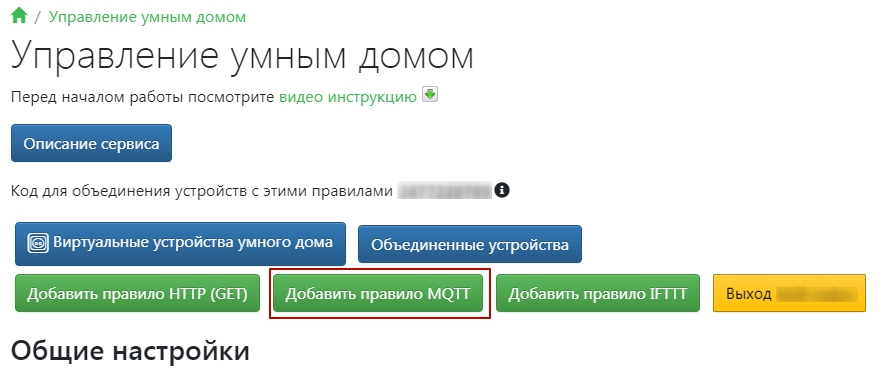 / Управление умным домом
Управление умным домом
Перед началом работы посмотрите видео инструкцию
Описание сервиса
Код для объединения устройств с этими правилами
Виртуальные устройства умного дома Объединенные устройства
Добавить правило HTTP (GET) Добавить правило MQTT Добавить правило IFTTT Выход
Общие настройки